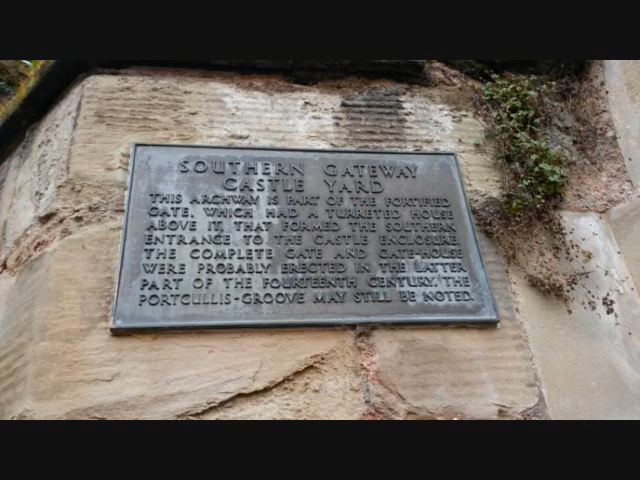 SOUTHERN GATEWAY
CASTLE YARD
THIS ARCHWAY IS PART OF THE FORTIFIED
GATE, WHICH HAD A TURRETED HOUSE
ABOVE IT, THAT FORMED THE SOUTHERN
ENTRANCE TO THE CASTLE ENCLOSURE.
THE COMPLETE GATE AND GATE-HOUSE
WERE PROBABLY ERECTED IN THE LATTER
PART OF THE FOURTEENTH CENTURY. THE
PORTCULLIS-GROOVE MAY STILL BE NOTED.